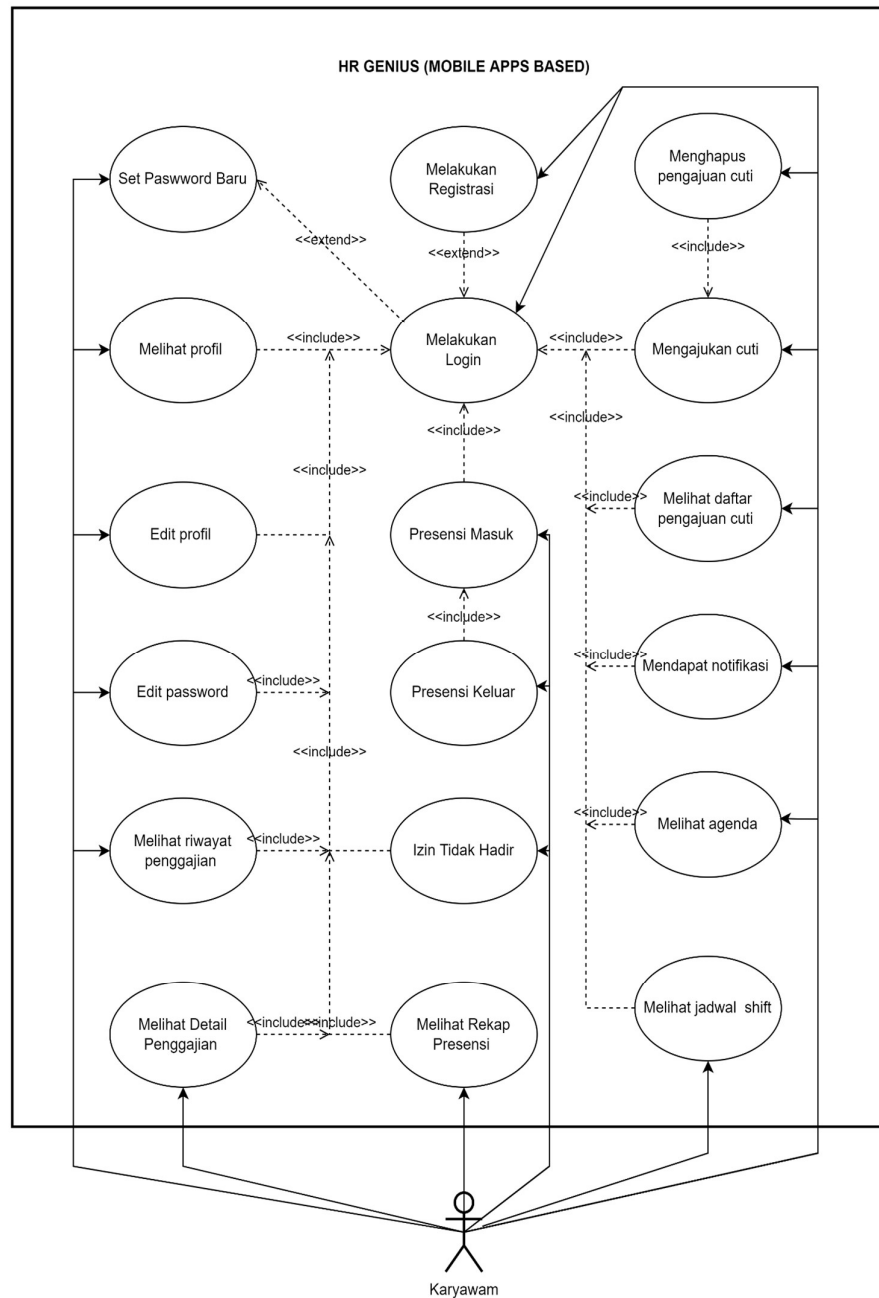 HR GENIUS (MOBILE APPS BASED)
Set Paswword Baru
Melakukan
Registrasi
Menghapus
pengajuan cuti
<<extend>>
<<extend>>
<<include>>
Melihat profil
<<include>>
Melakukan
Login
<<include>>
Mengajukan cuti
<<include>>
<<include>>
<<include>>
Edit profil
Presensi Masuk
<<include>>
Melihat daftar
pengajuan cuti
<<include>>
Edit password
<<include>>
Presensi Keluar
<<include>>
Mendapat notifikasi
<<include>>
Melihat riwayat
penggajian
<<include>>
Izin Tidak Hadir
<<include>>
Melihat agenda
Melihat Detail
Penggajian
<<include>>
<<include>>
Melihat Rekap
Presensi
Melihat jadwal shift
Karyawam